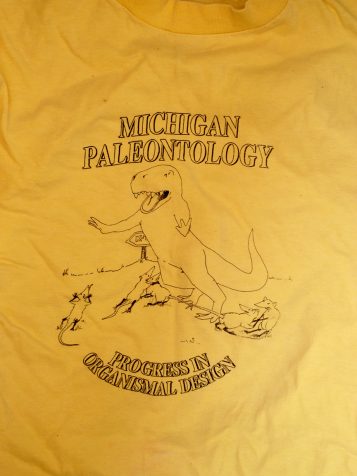 MICHIGAN
PALEONTOLOGY
PROGRESS IN
ORGANISMAL DESIGN